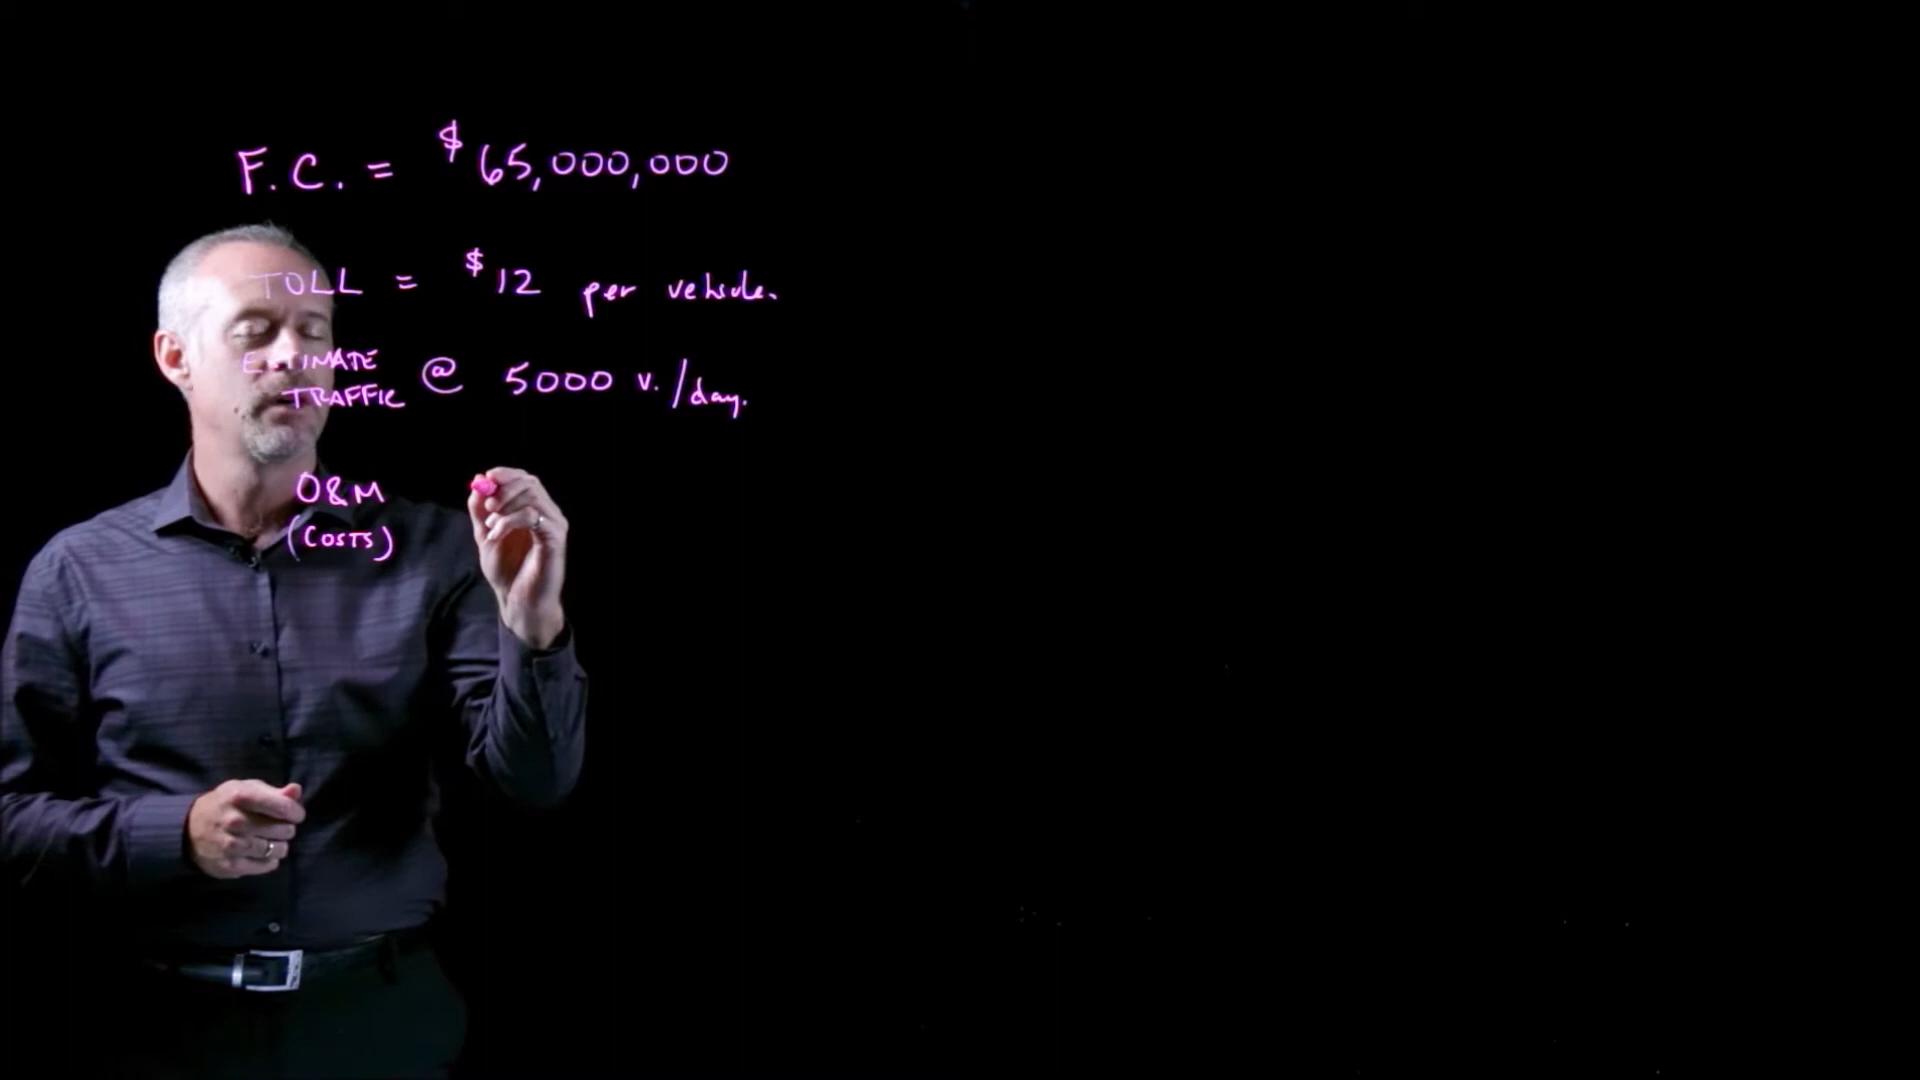 F.C. = $65,000,000
TOLL = $12 per vehicle.
ESTIMATE TRAFFIC @ 5000 v./day.
O&M
(COSTS)